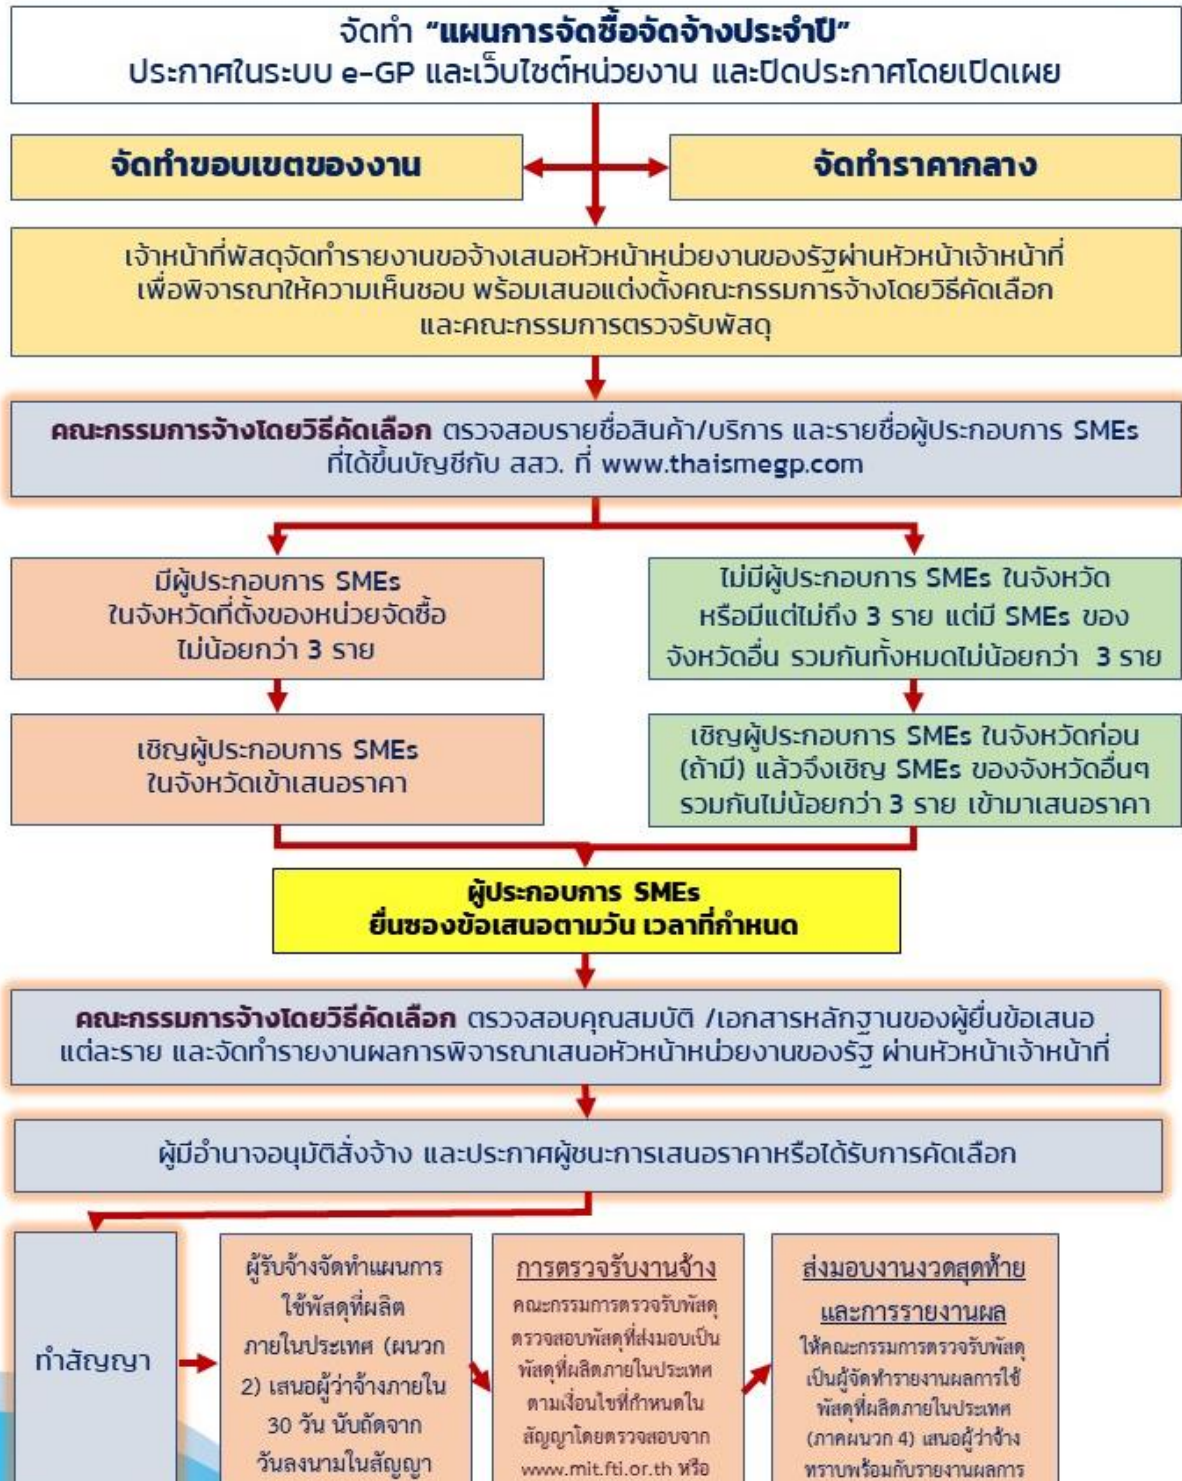 จัดทำ “แผนการจัดซื้อจัดจ้างประจำปี”
ประกาศในระบบ e-GP และเว็บไซต์หน่วยงาน และปิดประกาศโดยเปิดเผย
จัดทำขอบเขตของงาน
จัดทำราคากลาง
เจ้าหน้าที่พัสดุจัดทำรายงานขอจ้างเสนอหัวหน้าหน่วยงานของรัฐผ่านหัวหน้าเจ้าหน้าที่
เพื่อพิจารณาให้ความเห็นชอบ พร้อมเสนอแต่งตั้งคณะกรรมการจ้างโดยวิธีคัดเลือก
และคณะกรรมการตรวจรับพัสดุ
คณะกรรมการจ้างโดยวิธีคัดเลือก ตรวจสอบรายชื่อสินค้า/บริการ และรายชื่อผู้ประกอบการ SMEs
ที่ได้ขึ้นบัญชีกับ สสว. ที่ www.thaismegp.com
มีผู้ประกอบการ SMEs
ในจังหวัดที่ตั้งของหน่วยจัดซื้อ
ไม่น้อยกว่า 3 ราย
ไม่มีผู้ประกอบการ SMEs ในจังหวัด
หรือมีแต่ไม่ถึง 3 ราย แต่มี SMEs ของ
จังหวัดอื่น รวมกันทั้งหมดไม่น้อยกว่า 3 ราย
เชิญผู้ประกอบการ SMEs
ในจังหวัดเข้าเสนอราคา
เชิญผู้ประกอบการ SMEs ในจังหวัดก่อน
(ถ้ามี) แล้วจึงเชิญ SMEs ของจังหวัดอื่นๆ
รวมกันไม่น้อยกว่า 3 ราย เข้ามาเสนอราคา
ผู้ประกอบการ SMEs
ยื่นซองข้อเสนอตามวัน เวลาที่กำหนด
คณะกรรมการจ้างโดยวิธีคัดเลือก ตรวจสอบคุณสมบัติ /เอกสารหลักฐานของผู้ยื่นข้อเสนอ
แต่ละราย และจัดทำรายงานผลการพิจารณาเสนอหัวหน้าหน่วยงานของรัฐ ผ่านหัวหน้าเจ้าหน้าที่
ผู้มีอำนาจอนุมัติสั่งจ้าง และประกาศผู้ชนะการเสนอราคาหรือได้รับการคัดเลือก
ทำสัญญา
ผู้รับจ้างจัดทำแผนการ
ใช้พัสดุที่ผลิต
ภายในประเทศ (ผนวก
2) เสนอผู้ว่าจ้างภายใน
30 วัน นับถัดจาก
วันลงนามในสัญญา
การตรวจรับงานจ้าง
คณะกรรมการตรวจรับพัสดุ
ตรวจสอบพัสดุที่ส่งมอบเป็น
พัสดุที่ผลิตภายในประเทศ
ตามเงื่อนไขที่กำหนดใน
สัญญาโดยตรวจสอบจาก
www.mit.fti.or.th หรือ
ส่งมอบงานงวดสุดท้าย
และการรายงานผล
ให้คณะกรรมการตรวจรับพัสดุ
เป็นผู้จัดทำรายงานผลการใช้
พัสดุที่ผลิตภายในประเทศ
(ภาคผนวก 4) เสนอผู้ว่าจ้าง
ทราบพร้อมกับรายงานผลการ